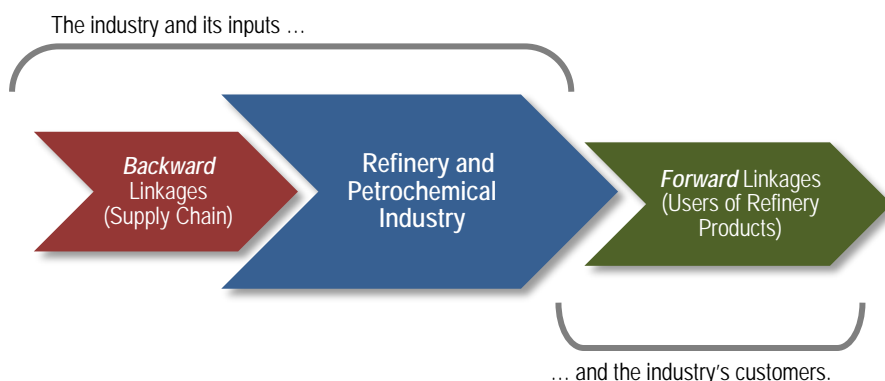 The industry and its inputs …
Backward
Linkages
(Supply Chain)
Refinery and
Petrochemical
Industry
Forward Linkages
(Users of Refinery
Products)
… and the industry’s customers.